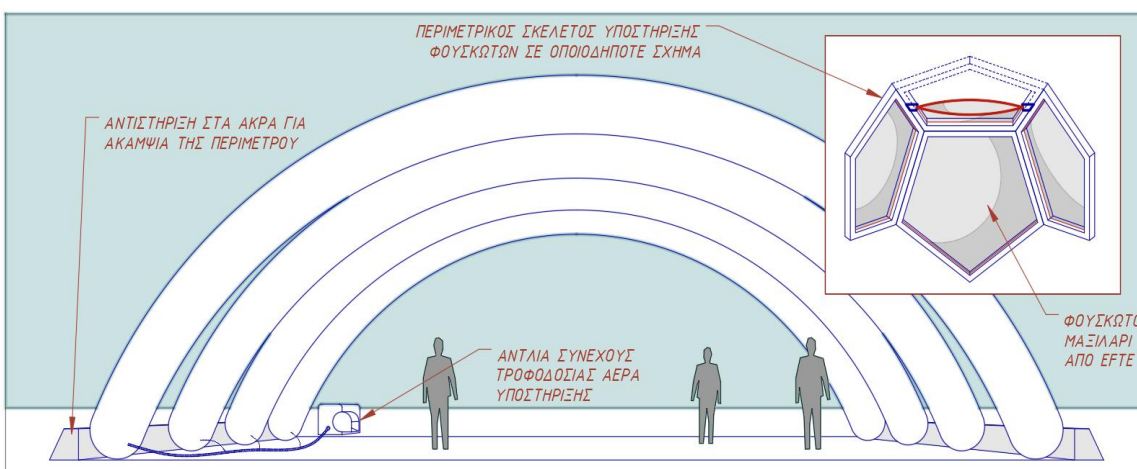 ΠΕΡΙΜΕΤΡΙΚΟΣ ΣΚΕΛΕΤΟΣ ΥΠΟΣΤΗΡΙΞΗΣ
ΦΟΥΣΚΩΤΩΝ ΣΕ ΟΠΟΙΟΔΗΠΟΤΕ ΣΧΗΜΑ
ΑΝΤΙΣΤΗΡΙΞΗ ΣΤΑ ΑΚΡΑ ΓΙΑ
ΑΚΑΜΨΙΑ ΤΗΣ ΠΕΡΙΜΕΤΡΟΥ
ΑΝΤΛΙΑ ΣΥΝΕΧΟΥΣ
ΤΡΟΦΟΔΟΣΙΑΣ ΑΕΡΑ
ΥΠΟΣΤΗΡΙΞΗΣ
ΦΟΥΣΚΩΤΟ
ΜΑΞΙΛΑΡΙ
ΑΠΟ EFTE